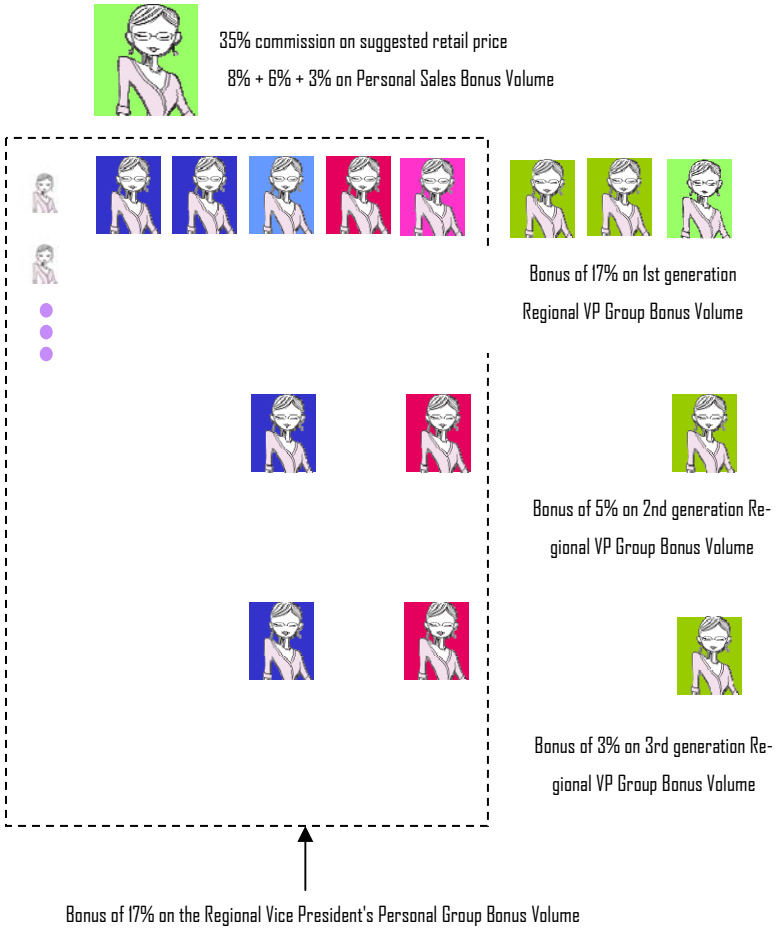 35% commission on suggested retail price
8% + 6% + 3% on Personal Sales Bonus Volume
Bonus of 17% on 1st generation
Regional VP Group Bonus Volume
Bonus of 5% on 2nd generation Re-
gional VP Group Bonus Volume
Bonus of 3% on 3rd generation Re-
gional VP Group Bonus Volume
Bonus of 17% on the Regional Vice President's Personal Group Bonus Volume